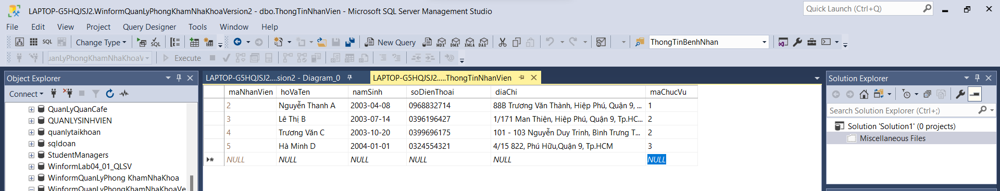 LAPTOP-G5HQJSJ2.WinformQuanLyPhongKhamNhaKhoaVersion2 - dbo.ThongTinNhanVien - Microsoft SQL Server Management Studio
Quick Launch (Ctrl+Q)
File Edit View Project Query Designer Tools Window Help
SQL Change Type SQL New Query MDX DMX XMLA DAX ThongTinBenhNhan
Execute
Object Explorer
Connect
QuanLyQuanCafe
QUANLYSINHVIEN
quanlytaikhoan
sqldoan
StudentManagers
WinformLab04_01_QLSV
WinformQuanLyPhong KhamNhaKhoa
WinformQuanLyPhongKhamNhaKhoaVe
LAPTOP-G5HQJSJ2....sion2 - Diagram_0
LAPTOP-G5HQJSJ2.....ThongTinNhanVien
maNhanVien hoVaTen namSinh soDienThoai diaChi maChucVu
2 Nguyễn Thanh A 2003-04-08 0968832714 88B Trương Văn Thành, Hiệp Phú, Quận 9, ... 1
3 Lê Thị B 2003-07-14 0396196427 1/171 Man Thiện, Hiệp Phú, Quận 9, Tp.HC... 2
4 Trương Văn C 2003-10-20 0399696175 101 - 103 Nguyễn Duy Trinh, Bình Trưng T... 2
5 Hà Minh D 2004-01-01 0324554321 4/15 822, Phú Hữu,Quận 9, Tp.HCM 3
NULL NULL NULL NULL NULL NULL
Solution Explorer
Search Solution Explorer (Ctrl+;)
Solution 'Solution1' (0 projects)
Miscellaneous Files